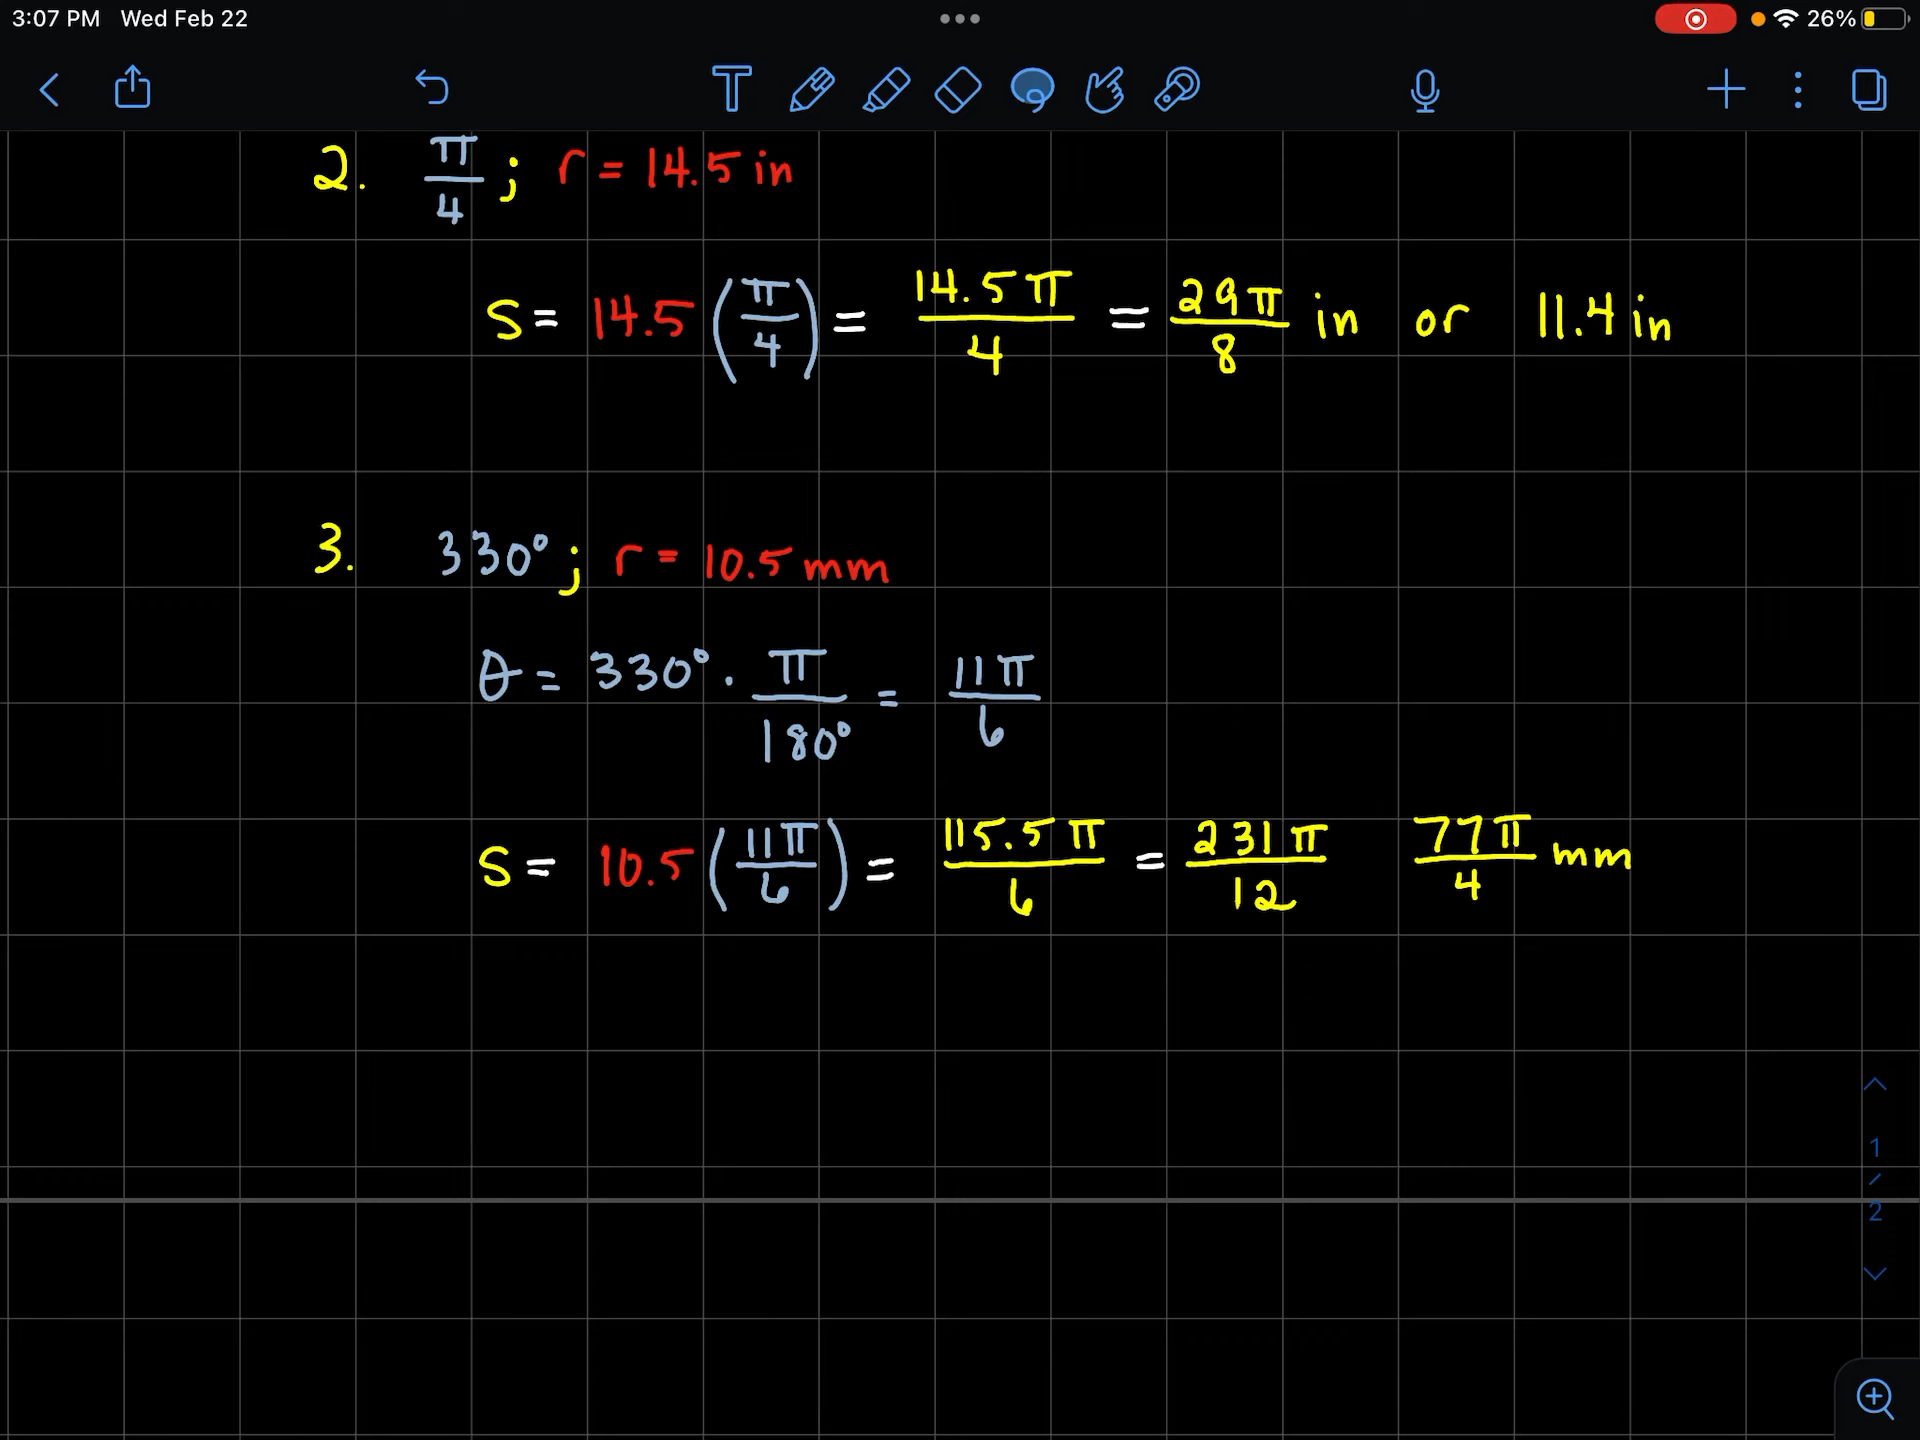 3:07 PM Wed Feb 22 26%
2. π/4 ; r = 14.5 in
S = 14.5 (π/4) = 14.5π/4 = 29π/8 in or 11.4 in
3. 330° ; r = 10.5 mm
θ = 330° · π/180° = 11π/6
S = 10.5 (11π/6) = 115.5π/6 = 231π/12 77π/4 mm
1
/
2